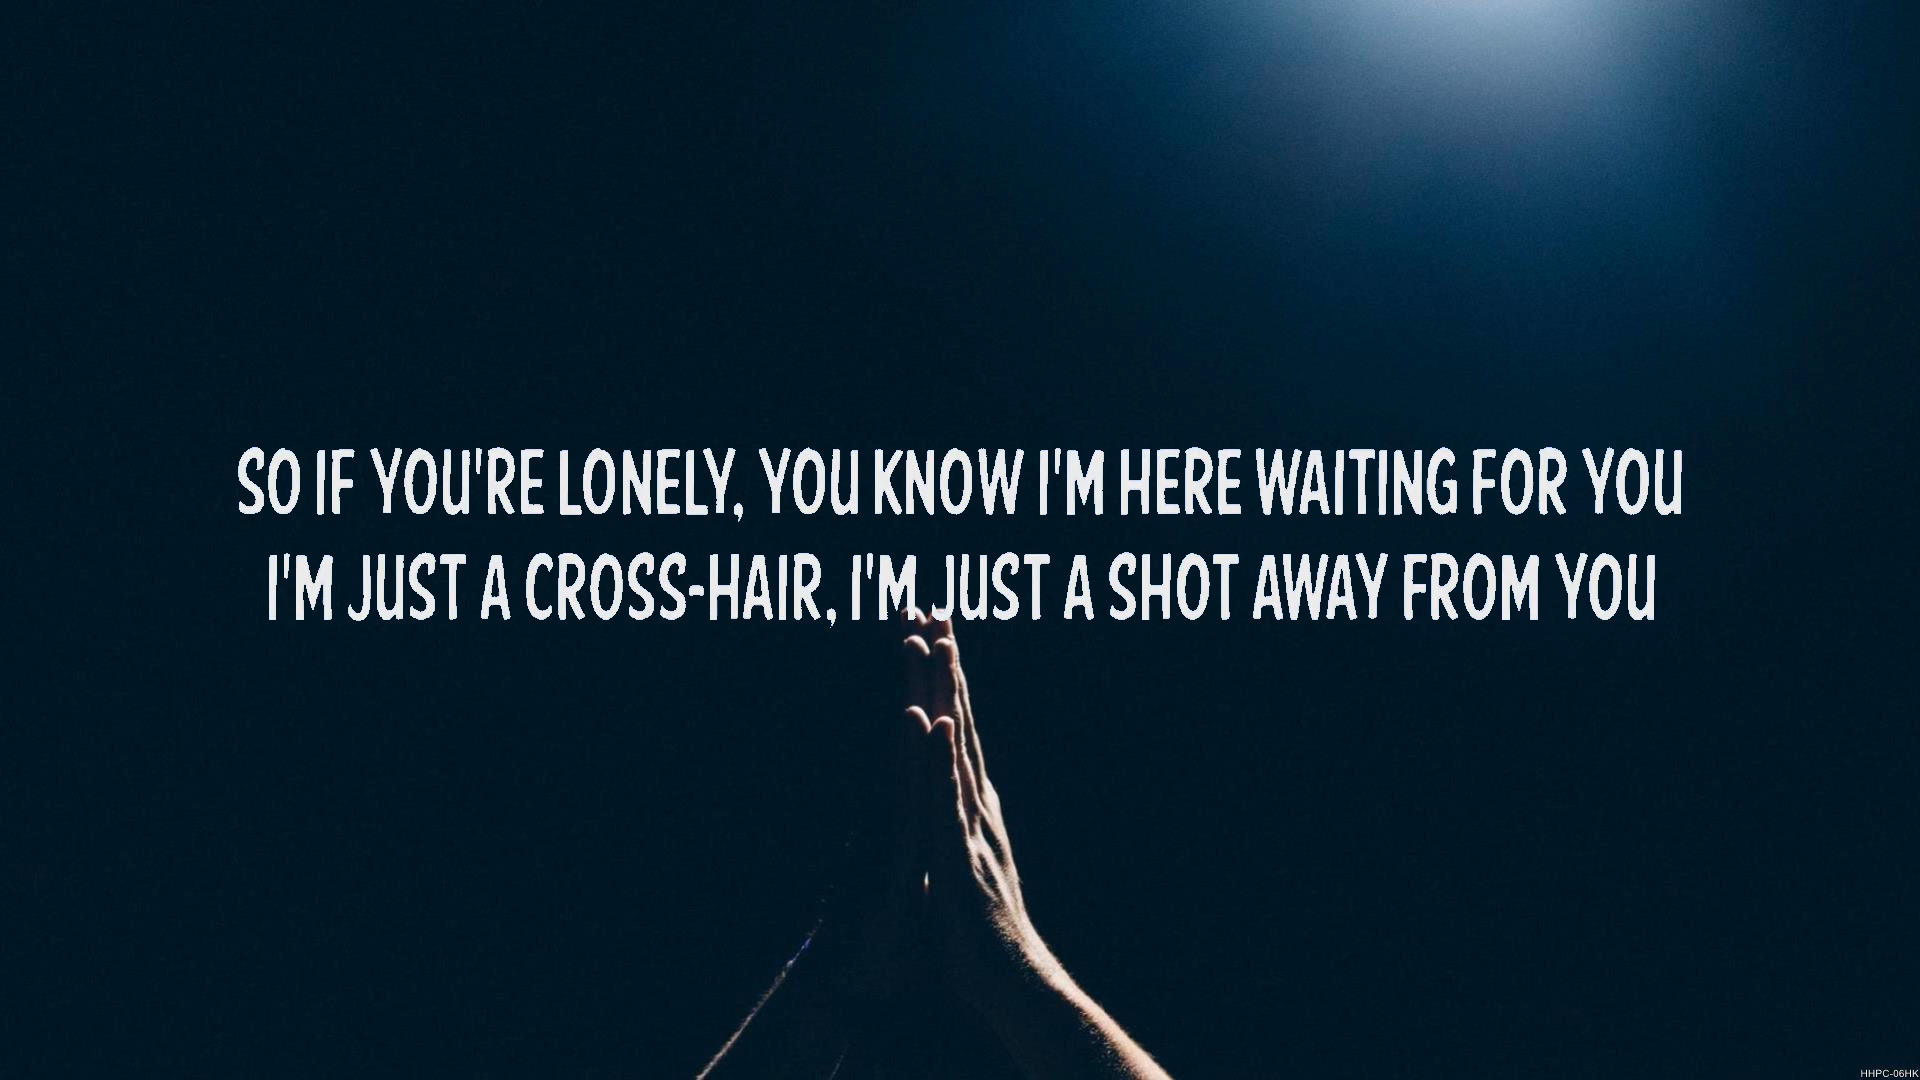 SO IF YOU'RE LONELY, YOU KNOW I'M HERE WAITING FOR YOU
I'M JUST A CROSS-HAIR, I'M JUST A SHOT AWAY FROM YOU
HHPC-06HK